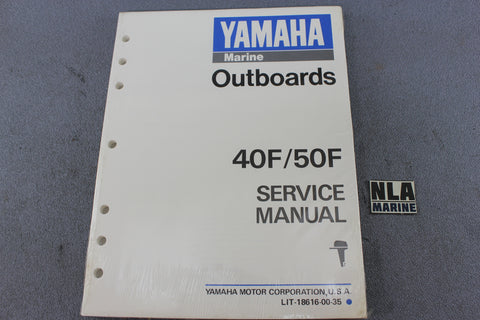 YAMAHA
Marine
Outboards
40F/50F
SERVICE
MANUAL
NLA
MARINE
YAMAHA MOTOR CORPORATION, U.S.A.
LIT-18616-00-35